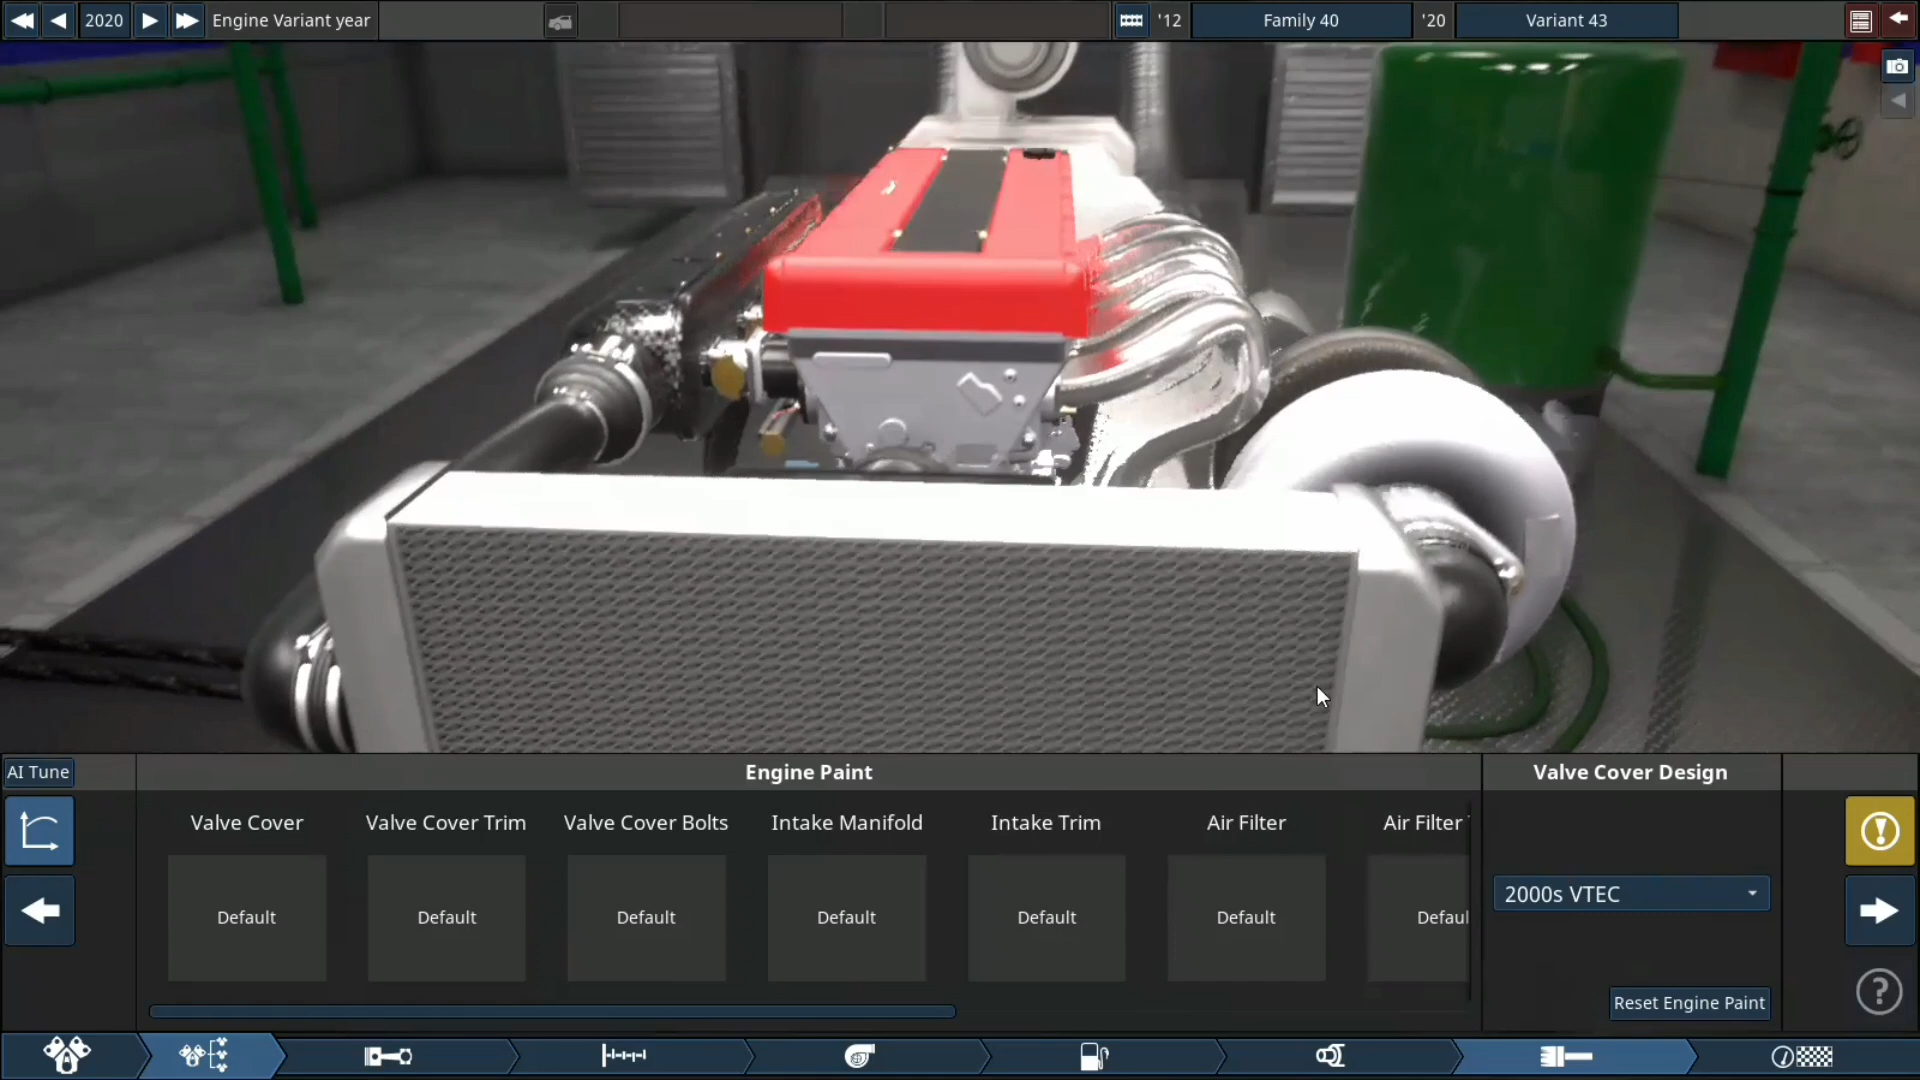 2020
Engine Variant year
'12
Family 40
'20
Variant 43
AI Tune
Engine Paint
Valve Cover Design
Valve Cover
Valve Cover Trim
Valve Cover Bolts
Intake Manifold
Intake Trim
Air Filter
Air Filter
Default
Default
Default
Default
Default
Default
Defaul
2000s VTEC
Reset Engine Paint